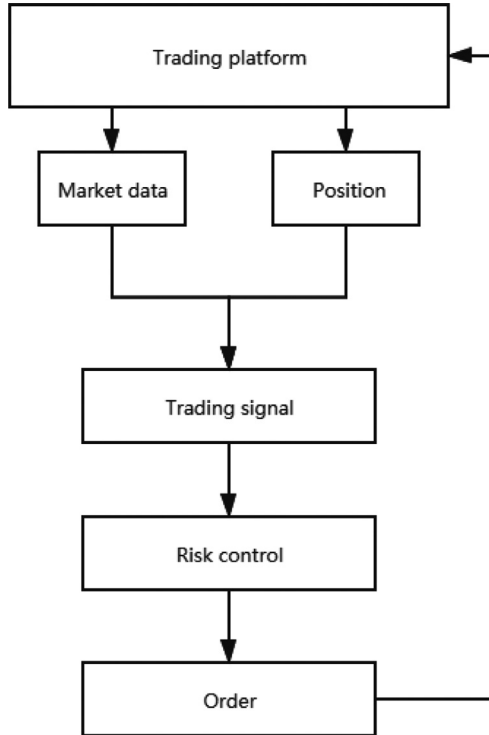 Trading platform
Market data
Position
Trading signal
Risk control
Order